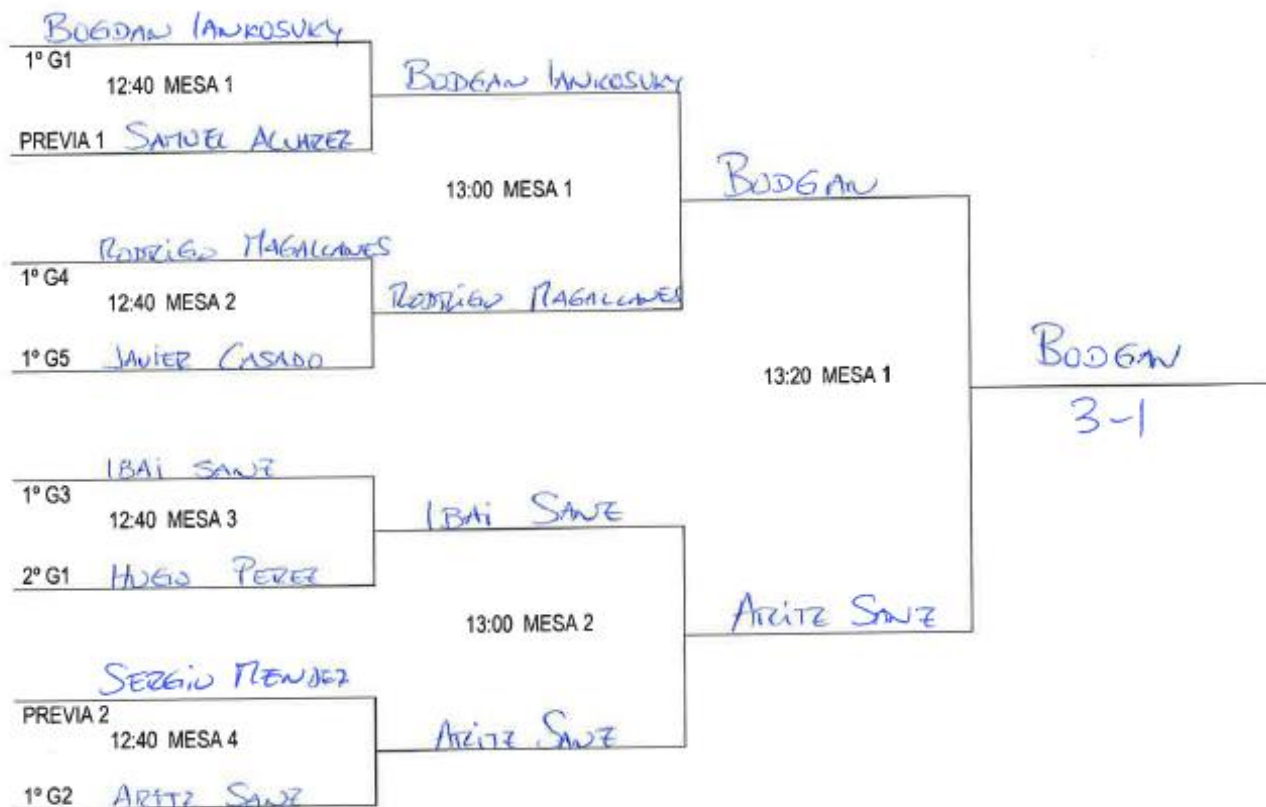 BOGDAN IANKOSUKY
1º G1
12:40 MESA 1
BODGAN IANKOSUKY
PREVIA 1 SAMUEL ALVAREZ
13:00 MESA 1
BODGAN
RODRIGO MAGALLANES
1º G4
12:40 MESA 2
RODRIGO MAGALLANES
1º G5 JAVIER CASADO
13:20 MESA 1
BODGAN
3-1
IBAI SANZ
1º G3
12:40 MESA 3
IBAI SANZ
2º G1 HUGO PEREZ
13:00 MESA 2
ARITZ SANZ
SERGIO MENDEZ
PREVIA 2
12:40 MESA 4
ARITZ SANZ
1º G2 ARITZ SANZ